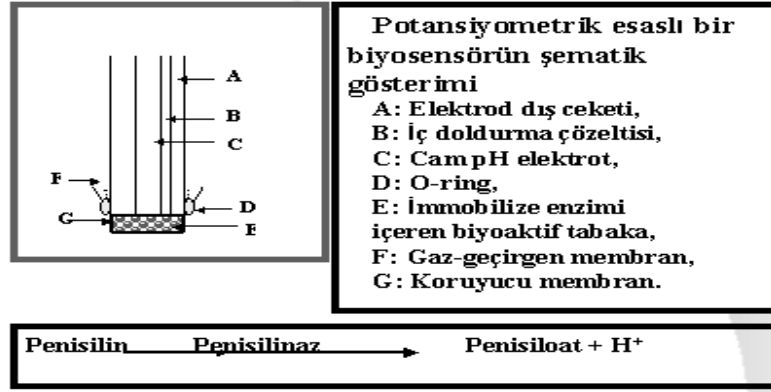 A
B
C
F
D
G
E
Potansiyometrik esaslı bir
biyosensörün şematik
gösterimi
A: Elektrod dış ceketi,
B: İç doldurma çözeltisi,
C: Cam pH elektrot,
D: O-ring,
E: İmmobilize enzimi
içeren biyoaktif tabaka,
F: Gaz-geçirgen membran,
G: Koruyucu membran.
Penisilin Penisilinaz Penisiloat + H⁺